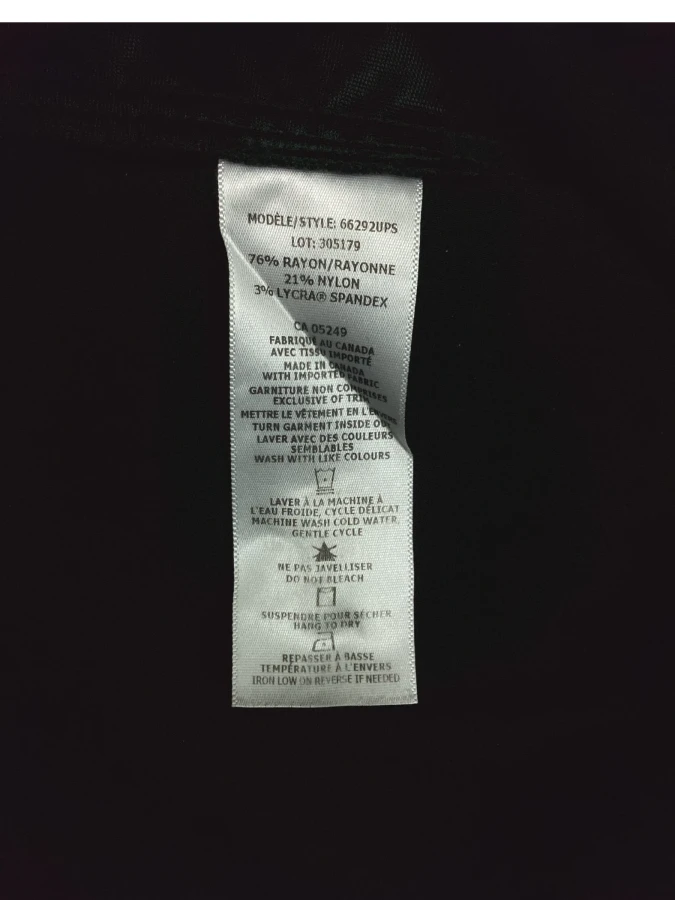 MODÈLE/STYLE: 66292UPS
LOT: 305179
76% RAYON/RAYONNE
21% NYLON
3% LYCRA® SPANDEX
CA 05249
FABRIQUÉ AU CANADA
AVEC TISSU IMPORTÉ
MADE IN CANADA
WITH IMPORTED FABRIC
GARNITURE NON COMPRISES
EXCLUSIVE OF TRIM
METTRE LE VÊTEMENT EN L'ENVERS
TURN GARMENT INSIDE OUT
LAVER AVEC DES COULEURS
SEMBLABLES
WASH WITH LIKE COLOURS
LAVER À LA MACHINE À
L'EAU FROIDE, CYCLE DÉLICAT
MACHINE WASH COLD WATER,
GENTLE CYCLE
NE PAS JAVELLISER
DO NOT BLEACH
SUSPENDRE POUR SÉCHER
HANG TO DRY
REPASSER À BASSE
TEMPÉRATURE À L'ENVERS
IRON LOW ON REVERSE IF NEEDED